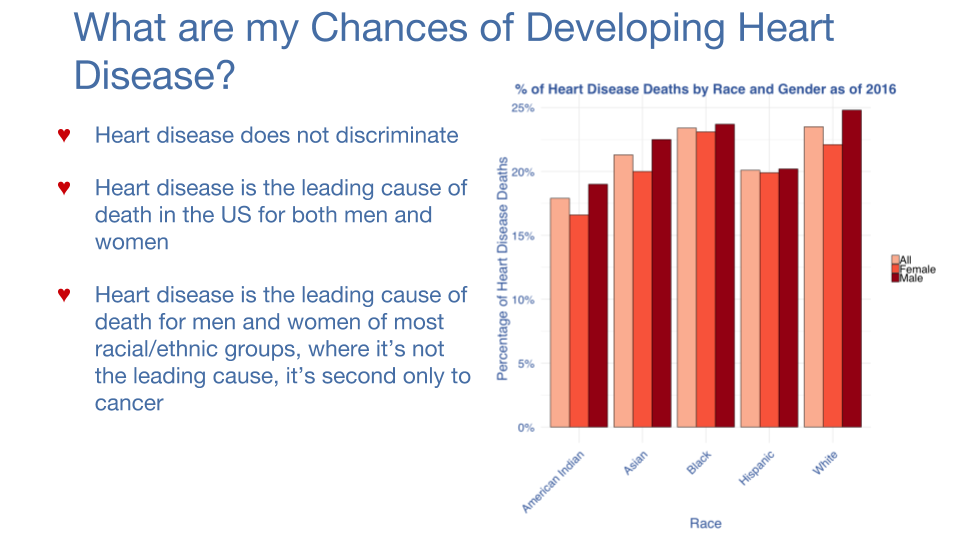 What are my Chances of Developing Heart
Disease?
♥ Heart disease does not discriminate
♥ Heart disease is the leading cause of
death in the US for both men and
women
♥ Heart disease is the leading cause of
death for men and women of most
racial/ethnic groups, where it’s not
the leading cause, it’s second only to
cancer
% of Heart Disease Deaths by Race and Gender as of 2016
Percentage of Heart Disease Deaths
25%
20%
15%
10%
5%
0%
American Indian
Asian
Black
Hispanic
White
Race
All
Female
Male